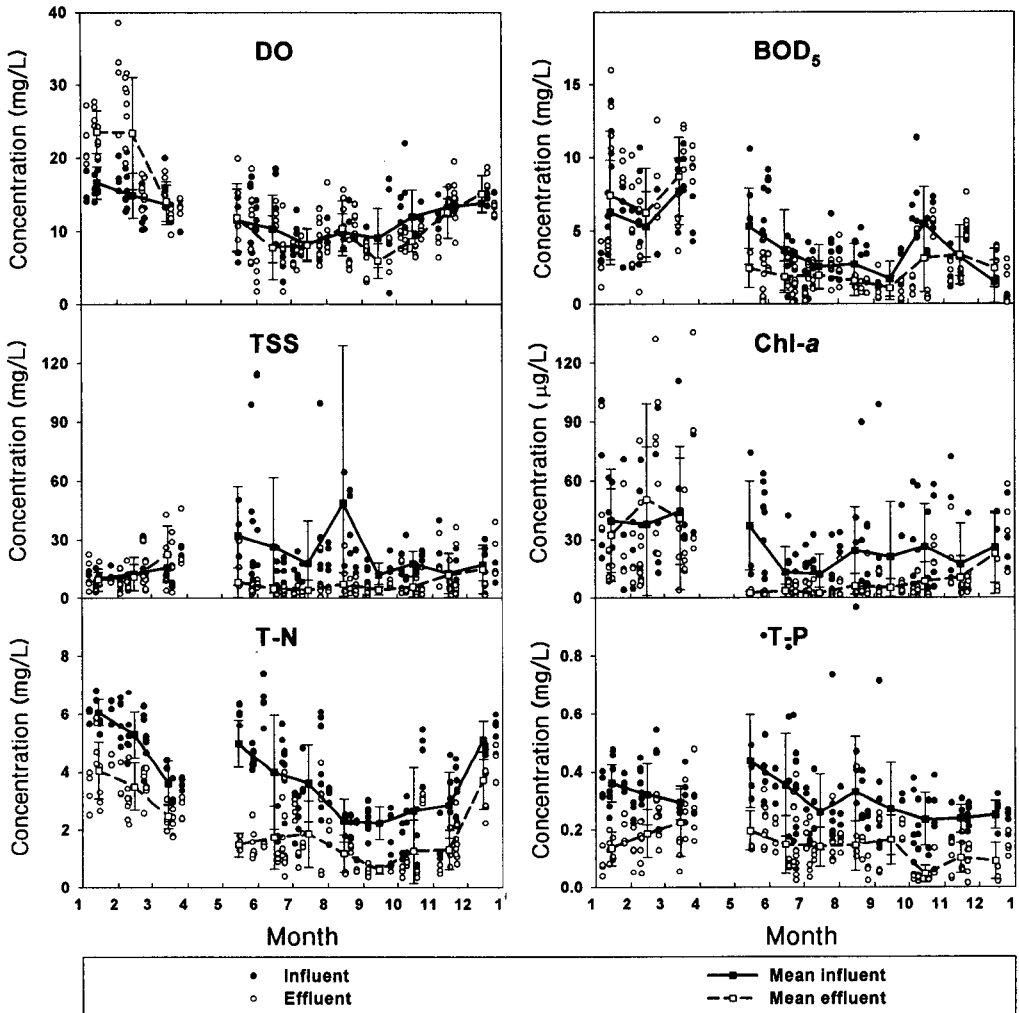 DO
Concentration (mg/L)
40
30
20
10
0
BOD5
Concentration (mg/L)
15
10
5
0
TSS
Concentration (mg/L)
120
90
60
30
0
Chl-a
Concentration (µg/L)
120
90
60
30
0
T-N
Concentration (mg/L)
8
6
4
2
0
1 2 3 4 5 6 7 8 9 10 11 12 1
Month
T-P
Concentration (mg/L)
0.8
0.6
0.4
0.2
0.0
1 2 3 4 5 6 7 8 9 10 11 12 1
Month
Influent
Effluent
Mean influent
Mean effluent